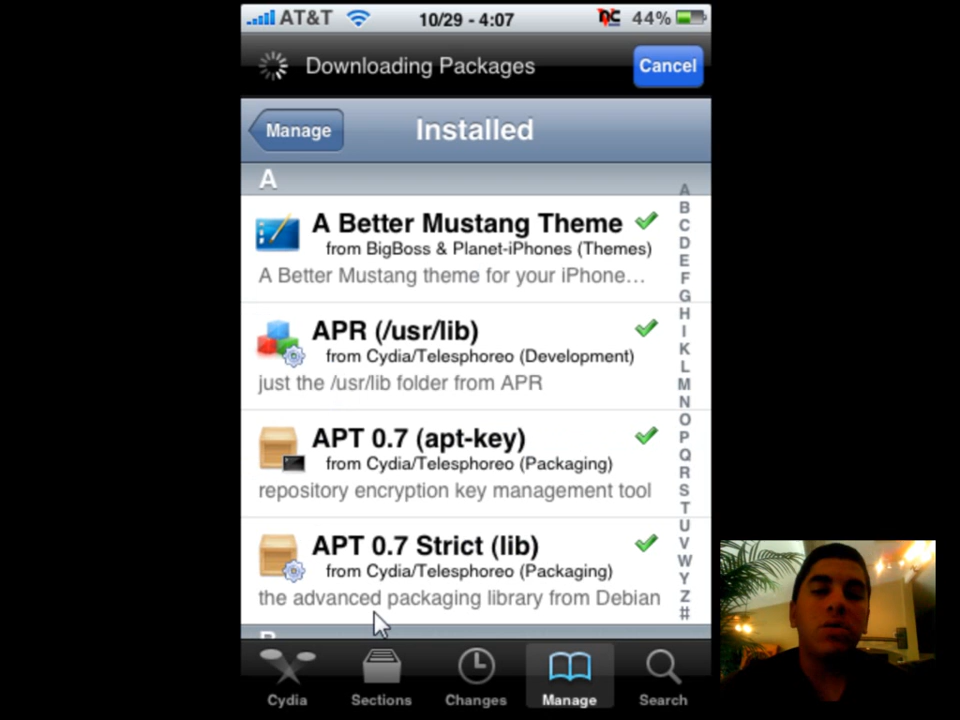 AT&T 10/29 - 4:07 44%
Downloading Packages Cancel
Manage Installed
A
A Better Mustang Theme
from BigBoss & Planet-iPhones (Themes)
A Better Mustang theme for your iPhone...
APR (/usr/lib)
from Cydia/Telesphoreo (Development)
just the /usr/lib folder from APR
APT 0.7 (apt-key)
from Cydia/Telesphoreo (Packaging)
repository encryption key management tool
APT 0.7 Strict (lib)
from Cydia/Telesphoreo (Packaging)
the advanced packaging library from Debian
A
B
C
D
E
F
G
H
I
K
L
M
N
O
P
Q
R
S
T
U
V
W
Y
Z
#
Cydia Sections Changes Manage Search